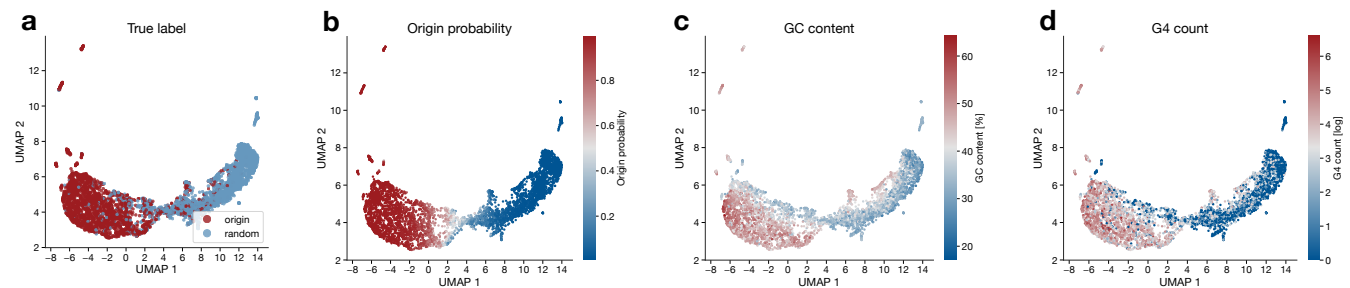 a
True label
UMAP 2
12
10
8
6
4
2
−8 −6 −4 −2 0 2 4 6 8 10 12 14
UMAP 1
origin
random
b
Origin probability
UMAP 2
12
10
8
6
4
2
−8 −6 −4 −2 0 2 4 6 8 10 12 14
UMAP 1
0.8
0.6
0.4
0.2
Origin probability
c
GC content
UMAP 2
12
10
8
6
4
2
−8 −6 −4 −2 0 2 4 6 8 10 12 14
UMAP 1
60
50
40
30
20
GC content [%]
d
G4 count
UMAP 2
12
10
8
6
4
2
−8 −6 −4 −2 0 2 4 6 8 10 12 14
UMAP 1
6
5
4
3
2
1
0
G4 count [log]